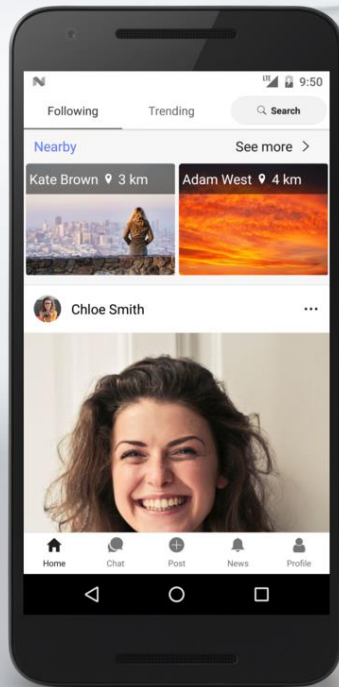 LTE 9:50
Following Trending Search
Nearby See more >
Kate Brown 3 km Adam West 4 km
Chloe Smith ...
Home Chat Post News Profile